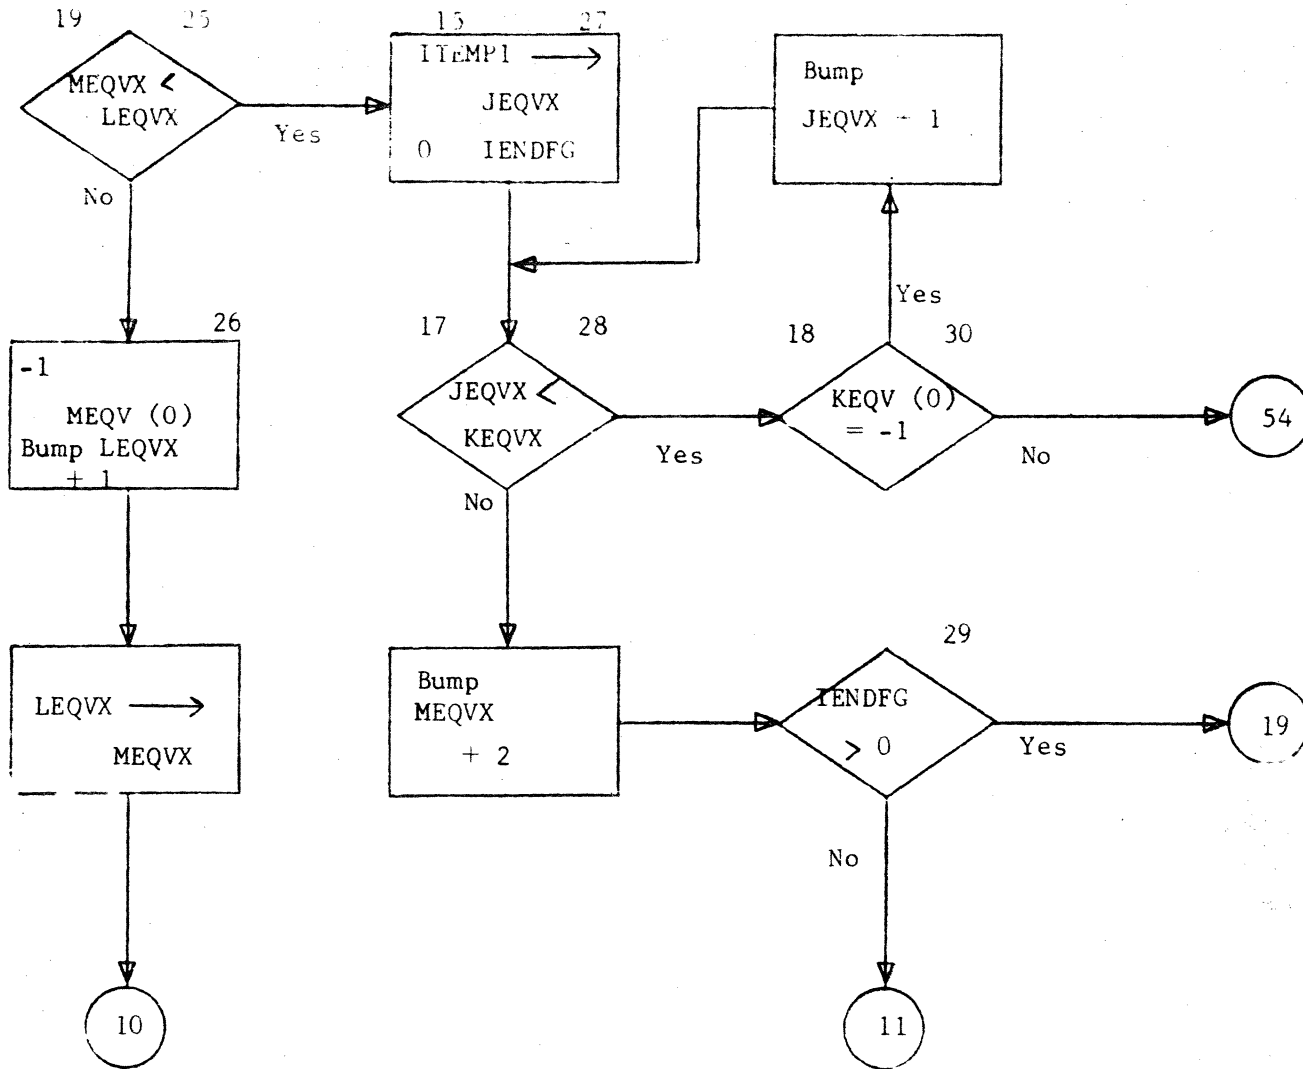 19 25
MEQVX <
LEQVX
Yes
No
15 27
ITEMP1 →
JEQVX
0 IENDFG
Bump
JEQVX - 1
26
-1
MEQV (0)
Bump LEQVX
+ 1
17 28
JEQVX <
KEQVX
Yes
No
18 30
KEQV (0)
= -1
Yes
No
54
LEQVX →
MEQVX
Bump
MEQVX
+ 2
29
IENDFG
> 0
Yes
No
19
10
11